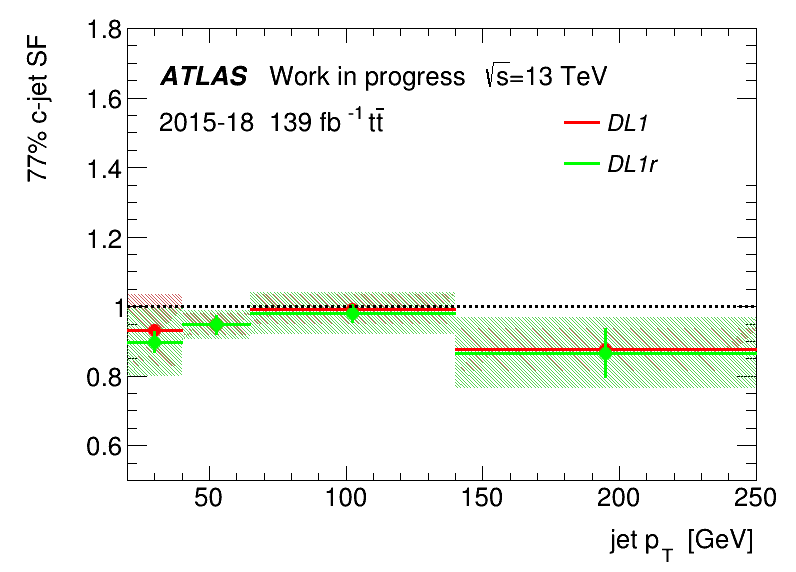 77% c-jet SF
1.8
1.6
1.4
1.2
1
0.8
0.6
ATLAS Work in progress √s=13 TeV
2015-18 139 fb⁻¹ tt̄
DL1
DL1r
50 100 150 200 250
jet p_T [GeV]